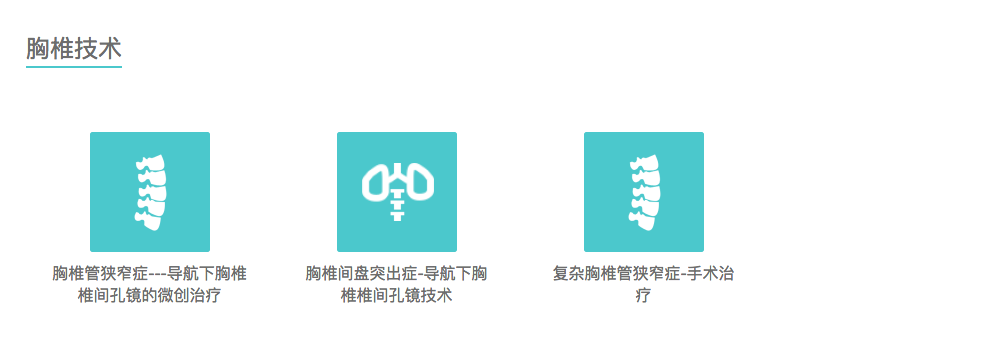 胸椎技术
胸椎管狭窄症---导航下胸椎
椎间孔镜的微创治疗
胸椎间盘突出症-导航下胸
椎椎间孔镜技术
复杂胸椎管狭窄症-手术治
疗